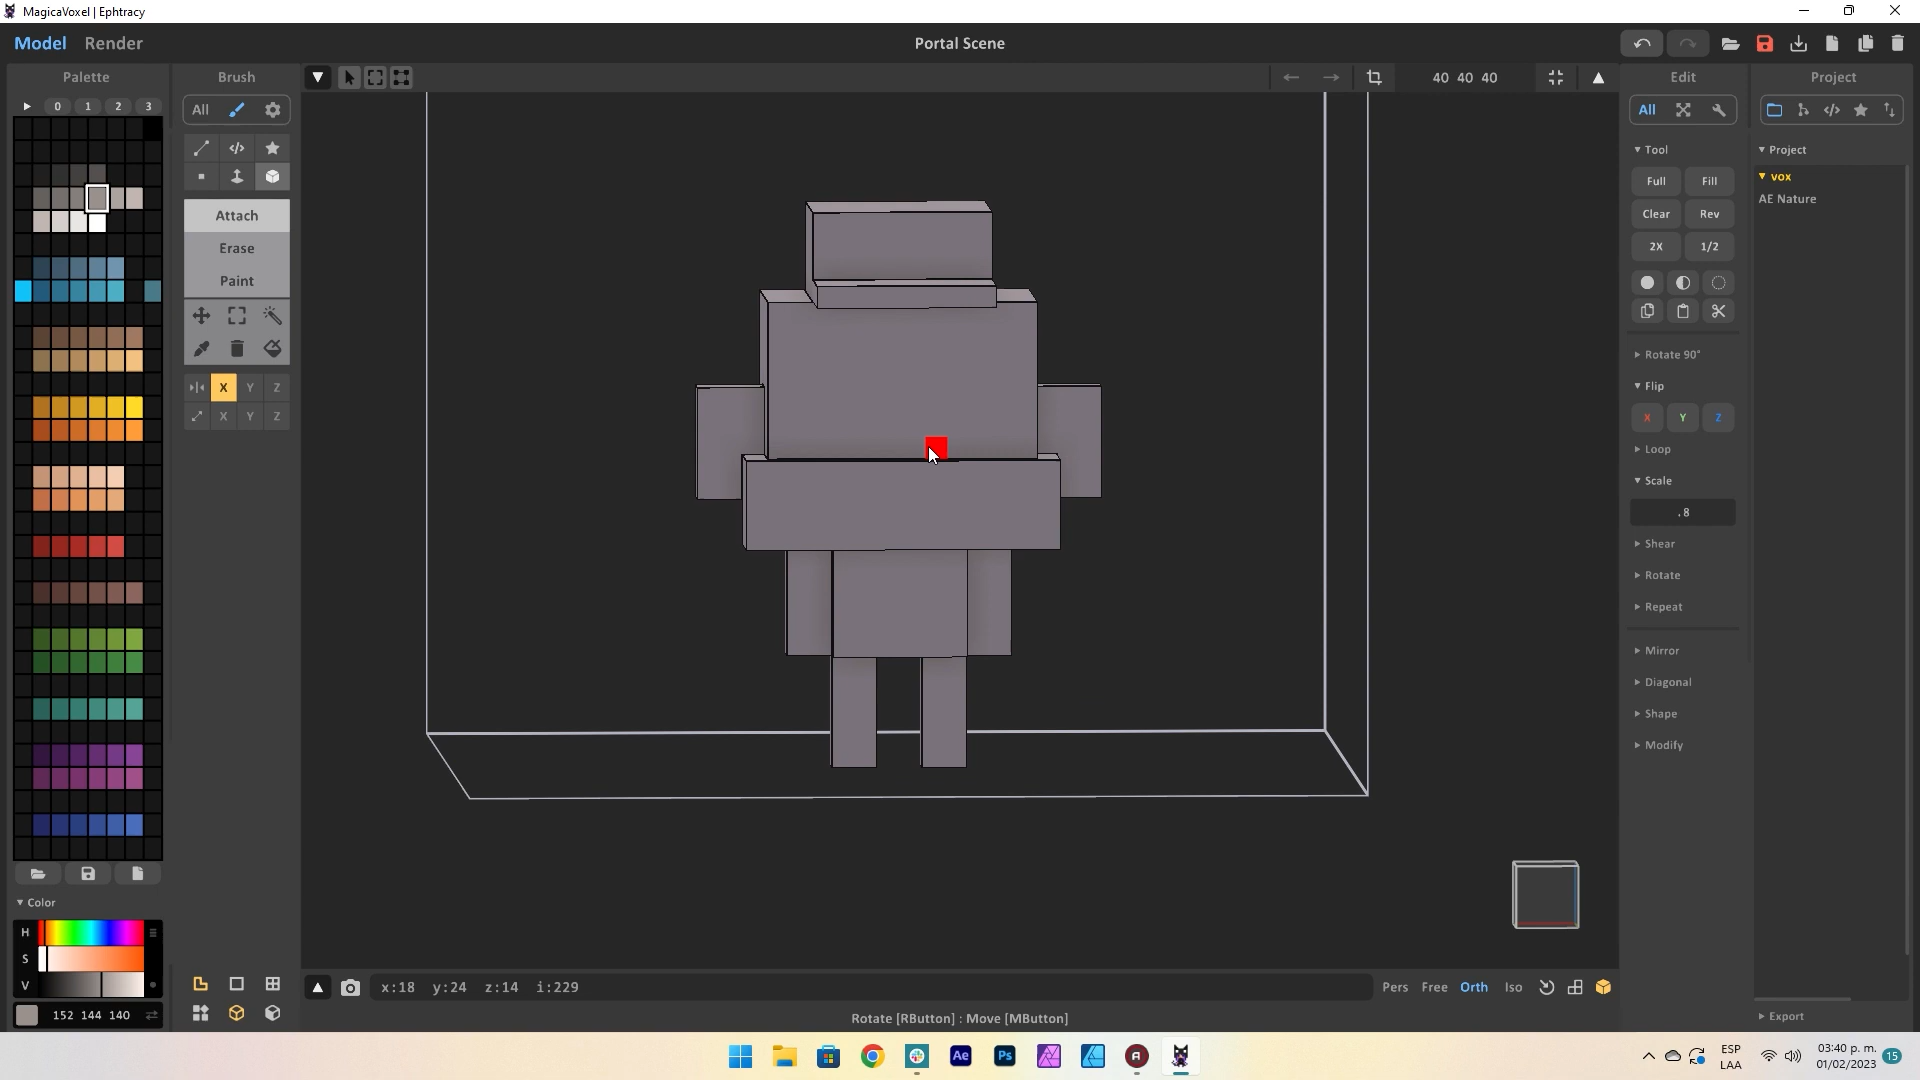 MagicaVoxel | Ephtracy
Model Render
Portal Scene
Palette
0 1 2 3
Color
H
S
V
152 144 140
Brush
All
Attach
Erase
Paint
X Y Z
X Y Z
40 40 40
x:18 y:24 z:14 i:229
Pers Free Orth Iso
Rotate [RButton] : Move [MButton]
Edit
All
Tool
Full Fill
Clear Rev
2X 1/2
Rotate 90°
Flip
X Y Z
Loop
Scale
.8
Shear
Rotate
Repeat
Mirror
Diagonal
Shape
Modify
Project
Project
vox
AE Nature
Export
Ae
Ps
ESP
LAA
03:40 p. m.
01/02/2023
15